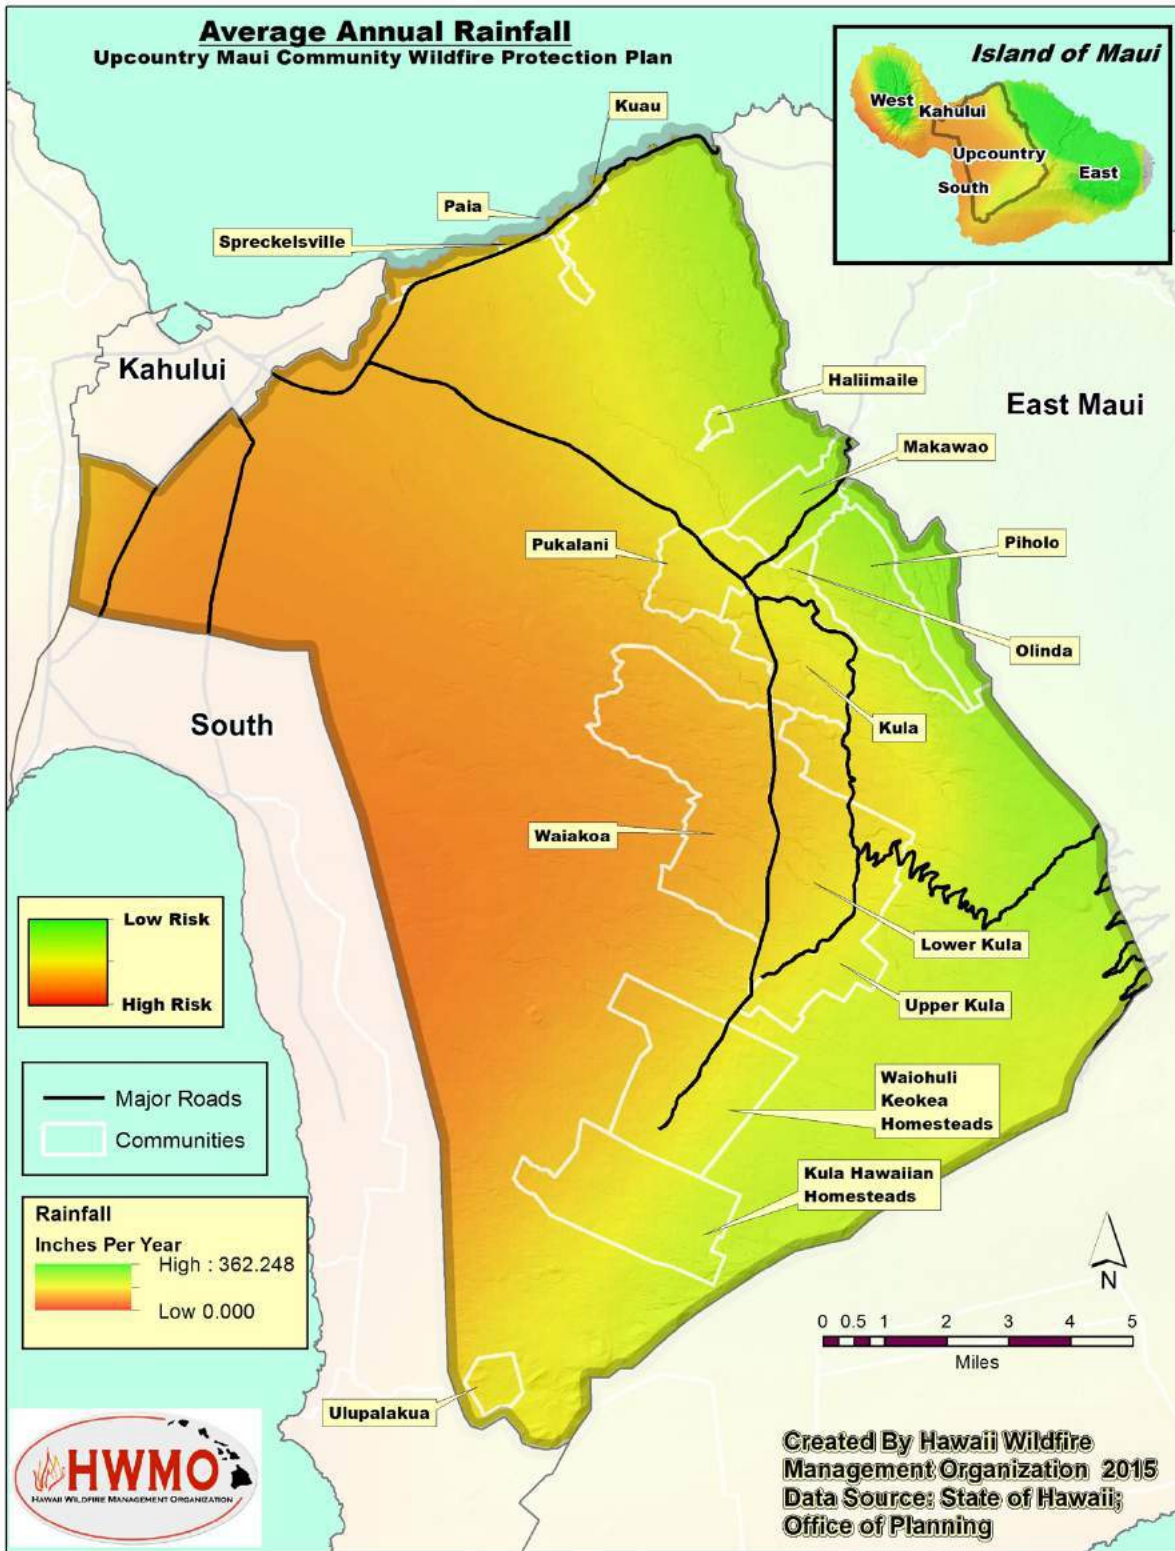 Average Annual Rainfall
Upcountry Maui Community Wildfire Protection Plan
Island of Maui
West
Kahului
Upcountry
East
South
Kuau
Paia
Spreckelsville
Kahului
Haliimaile
East Maui
Makawao
Pukalani
Piholo
Olinda
South
Kula
Waiakoa
Low Risk
High Risk
Lower Kula
Upper Kula
Major Roads
Communities
Waiohuli
Keokea
Homesteads
Kula Hawaiian
Homesteads
Rainfall
Inches Per Year
High : 362.248
Low 0.000
N
0 0.5 1 2 3 4 5
Miles
Ulupalakua
HWMO
HAWAII WILDFIRE MANAGEMENT ORGANIZATION
Created By Hawaii Wildfire
Management Organization 2015
Data Source: State of Hawaii;
Office of Planning